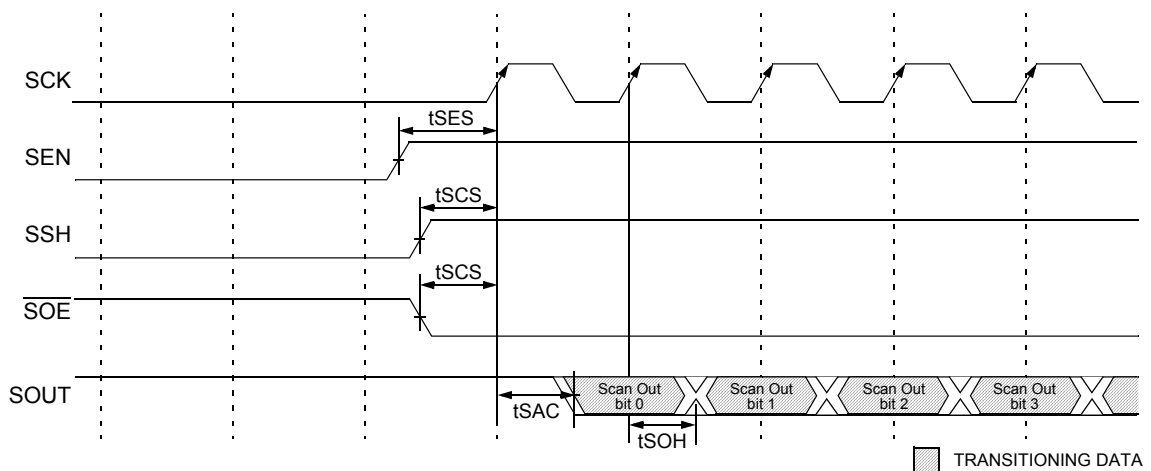 SCK
tSES
SEN
tSCS
SSH
tSCS
SOE
SOUT
Scan Out
bit 0
Scan Out
bit 1
Scan Out
bit 2
Scan Out
bit 3
tSAC
tSOH
TRANSITIONING DATA